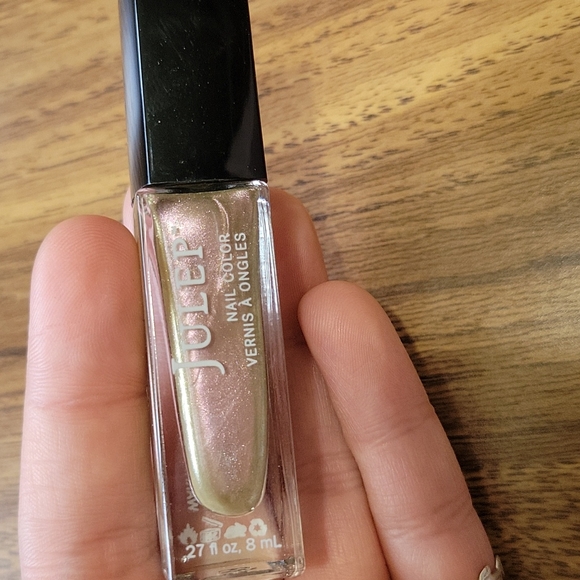 JULEP
NAIL COLOR
VERNIS À ONGLES
.27 fl oz, 8 mL